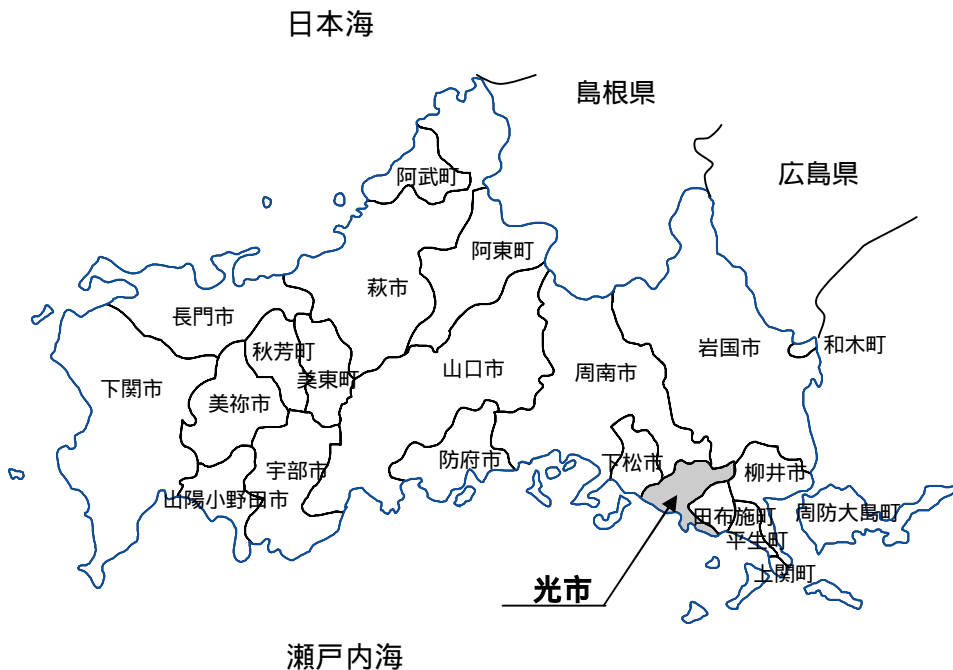 日本海
島根県
広島県
阿武町
阿東町
萩市
長門市
秋芳町
美東町
山口市
周南市
岩国市
和木町
下関市
美祢市
宇部市
防府市
下松市
柳井市
山陽小野田市
田布施町
周防大島町
平生町
上関町
光市
瀬戸内海